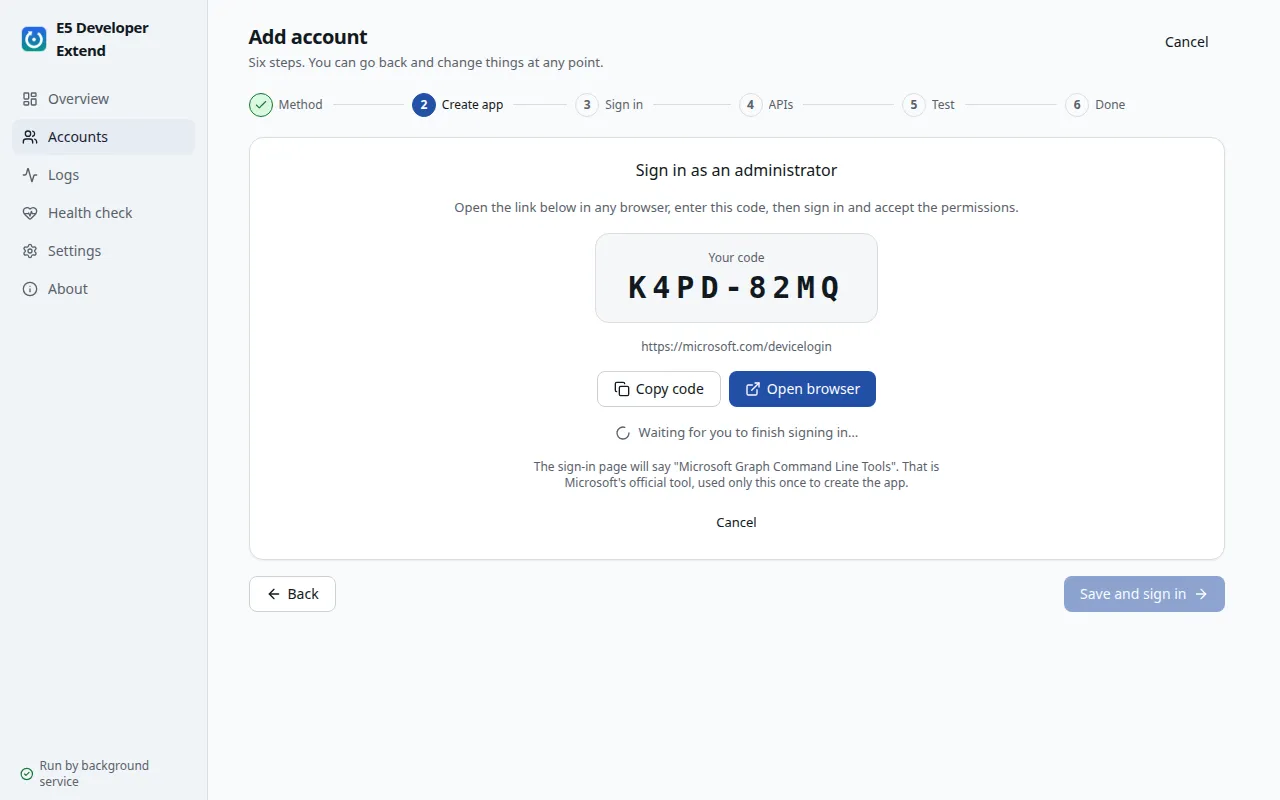 E5 Developer
Extend
Overview
Accounts
Logs
Health check
Settings
About
Run by background
service
Add account
Six steps. You can go back and change things at any point.
Cancel
Method
2 Create app
3 Sign in
4 APIs
5 Test
6 Done
Sign in as an administrator
Open the link below in any browser, enter this code, then sign in and accept the permissions.
Your code
K4PD-82MQ
https://microsoft.com/devicelogin
Copy code
Open browser
Waiting for you to finish signing in...
The sign-in page will say "Microsoft Graph Command Line Tools". That is
Microsoft's official tool, used only this once to create the app.
Cancel
Back
Save and sign in